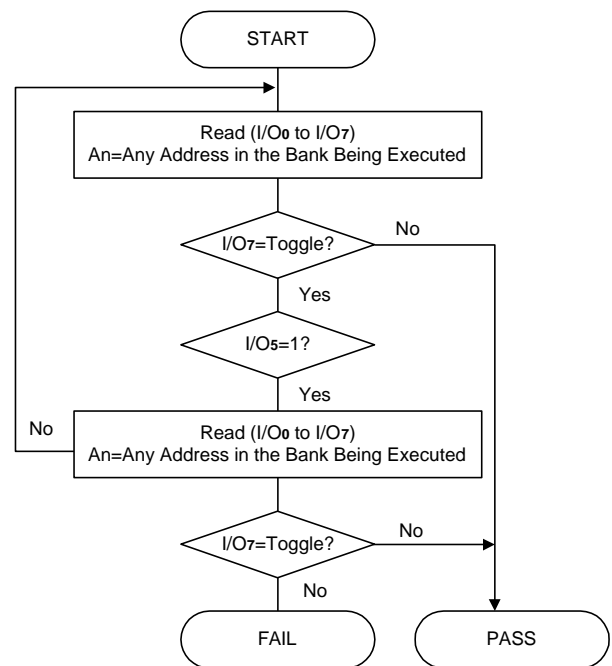 START
Read (I/O0 to I/O7)
An=Any Address in the Bank Being Executed
I/O7=Toggle?
No
Yes
I/O5=1?
Yes
No
Read (I/O0 to I/O7)
An=Any Address in the Bank Being Executed
I/O7=Toggle?
No
No
FAIL
PASS